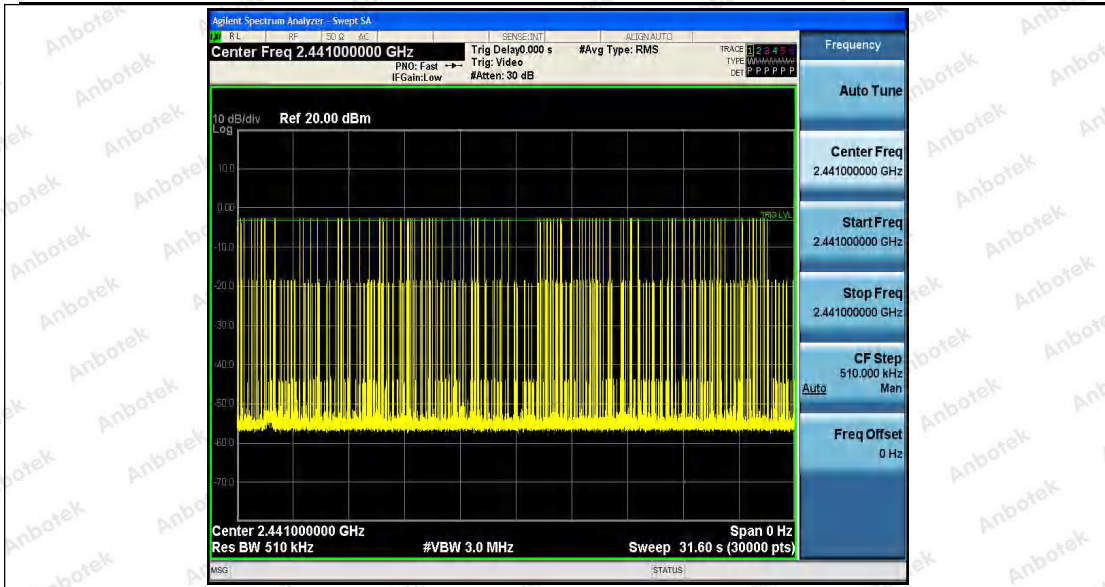 Agilent Spectrum Analyzer - Swept SA
RL RF 50 Ω AC SENSE:INT ALIGN AUTO
Center Freq 2.441000000 GHz
PNO: Fast
IFGain:Low
Trig Delay0.000 s
Trig: Video
#Atten: 30 dB
#Avg Type: RMS
TRACE 1 2 3 4 5 6
TYPE
DET P P P P P P
10 dB/div Ref 20.00 dBm
Log
10.0
0.00
TRIG LVL
-10.0
-20.0
-30.0
-40.0
-50.0
-60.0
-70.0
Center 2.441000000 GHz Span 0 Hz
Res BW 510 kHz #VBW 3.0 MHz Sweep 31.60 s (30000 pts)
MSG STATUS
Frequency
Auto Tune
Center Freq
2.441000000 GHz
Start Freq
2.441000000 GHz
Stop Freq
2.441000000 GHz
CF Step
510.000 kHz
Auto Man
Freq Offset
0 Hz
Anbotek